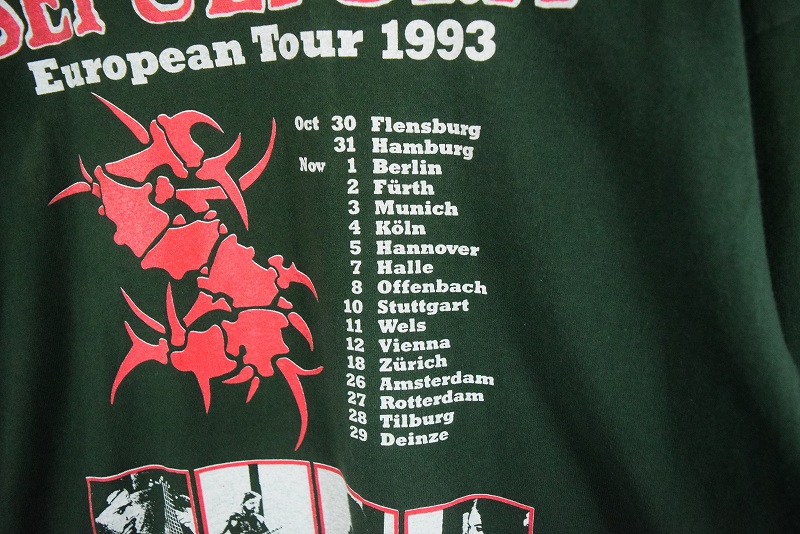 SEPULTURA
European Tour 1993
Oct 30 Flensburg
31 Hamburg
Now 1 Berlin
2 Fürth
3 Munich
4 Köln
5 Hannover
7 Halle
8 Offenbach
10 Stuttgart
11 Wels
12 Vienna
18 Zürich
26 Amsterdam
27 Rotterdam
28 Tilburg
29 Deinze